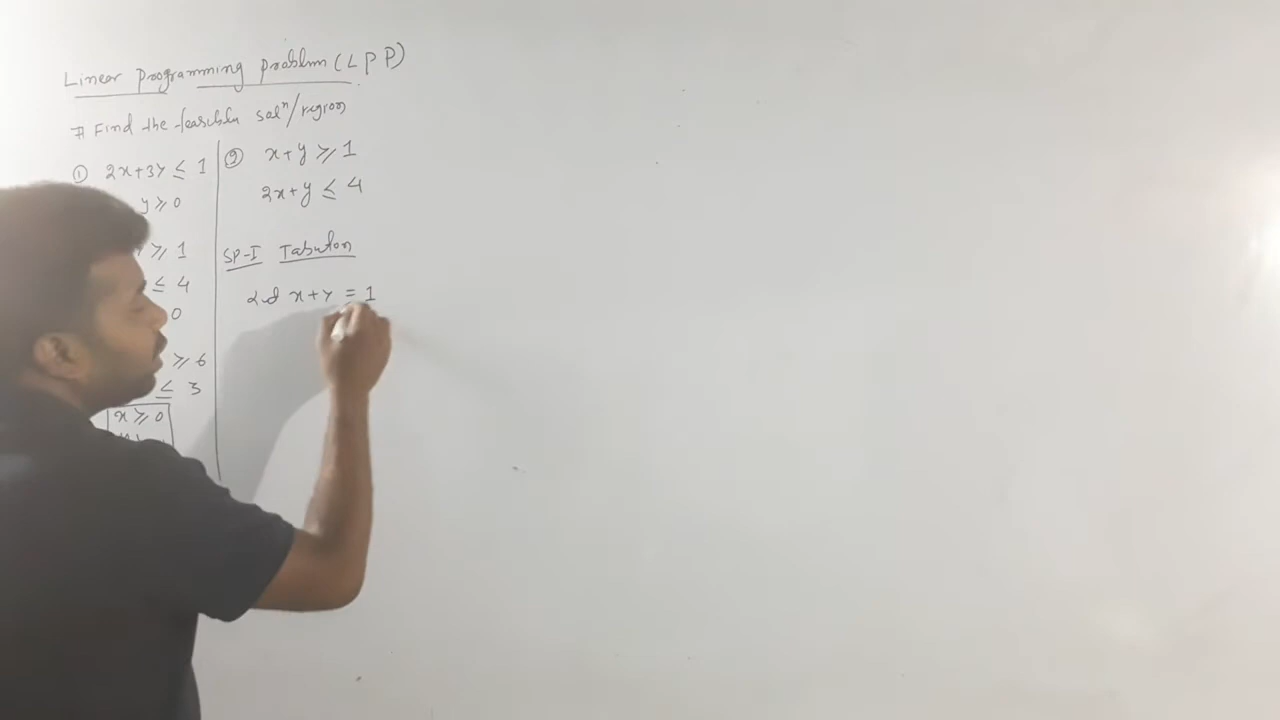 Linear Programming Problem (LPP)
# Find the feasible solⁿ/region
① 2x+3y ≤ 1
y ≥ 0
≥ 1
≤ 4
0
≥ 6
≤ 3
x ≥ 0
② x+y ≥ 1
2x+y ≤ 4
SP-I
x+y = 1